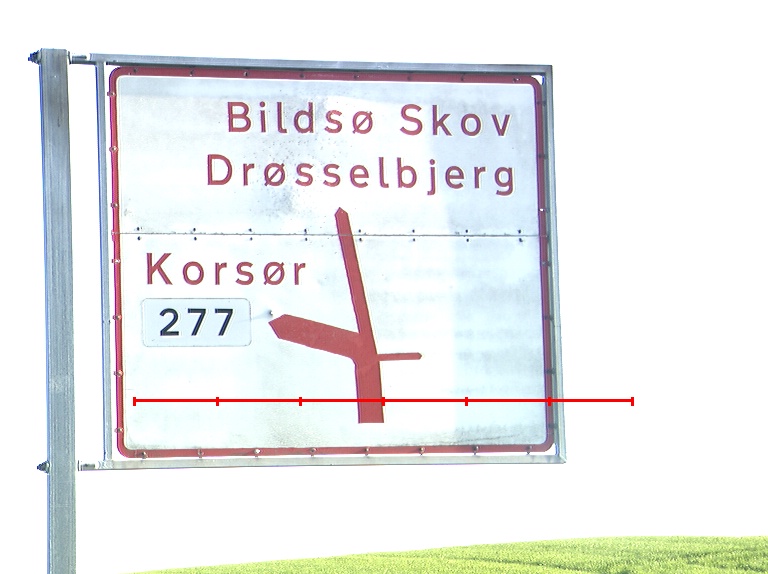 Bildsø Skov
Drøsselbjerg
Korsør
277